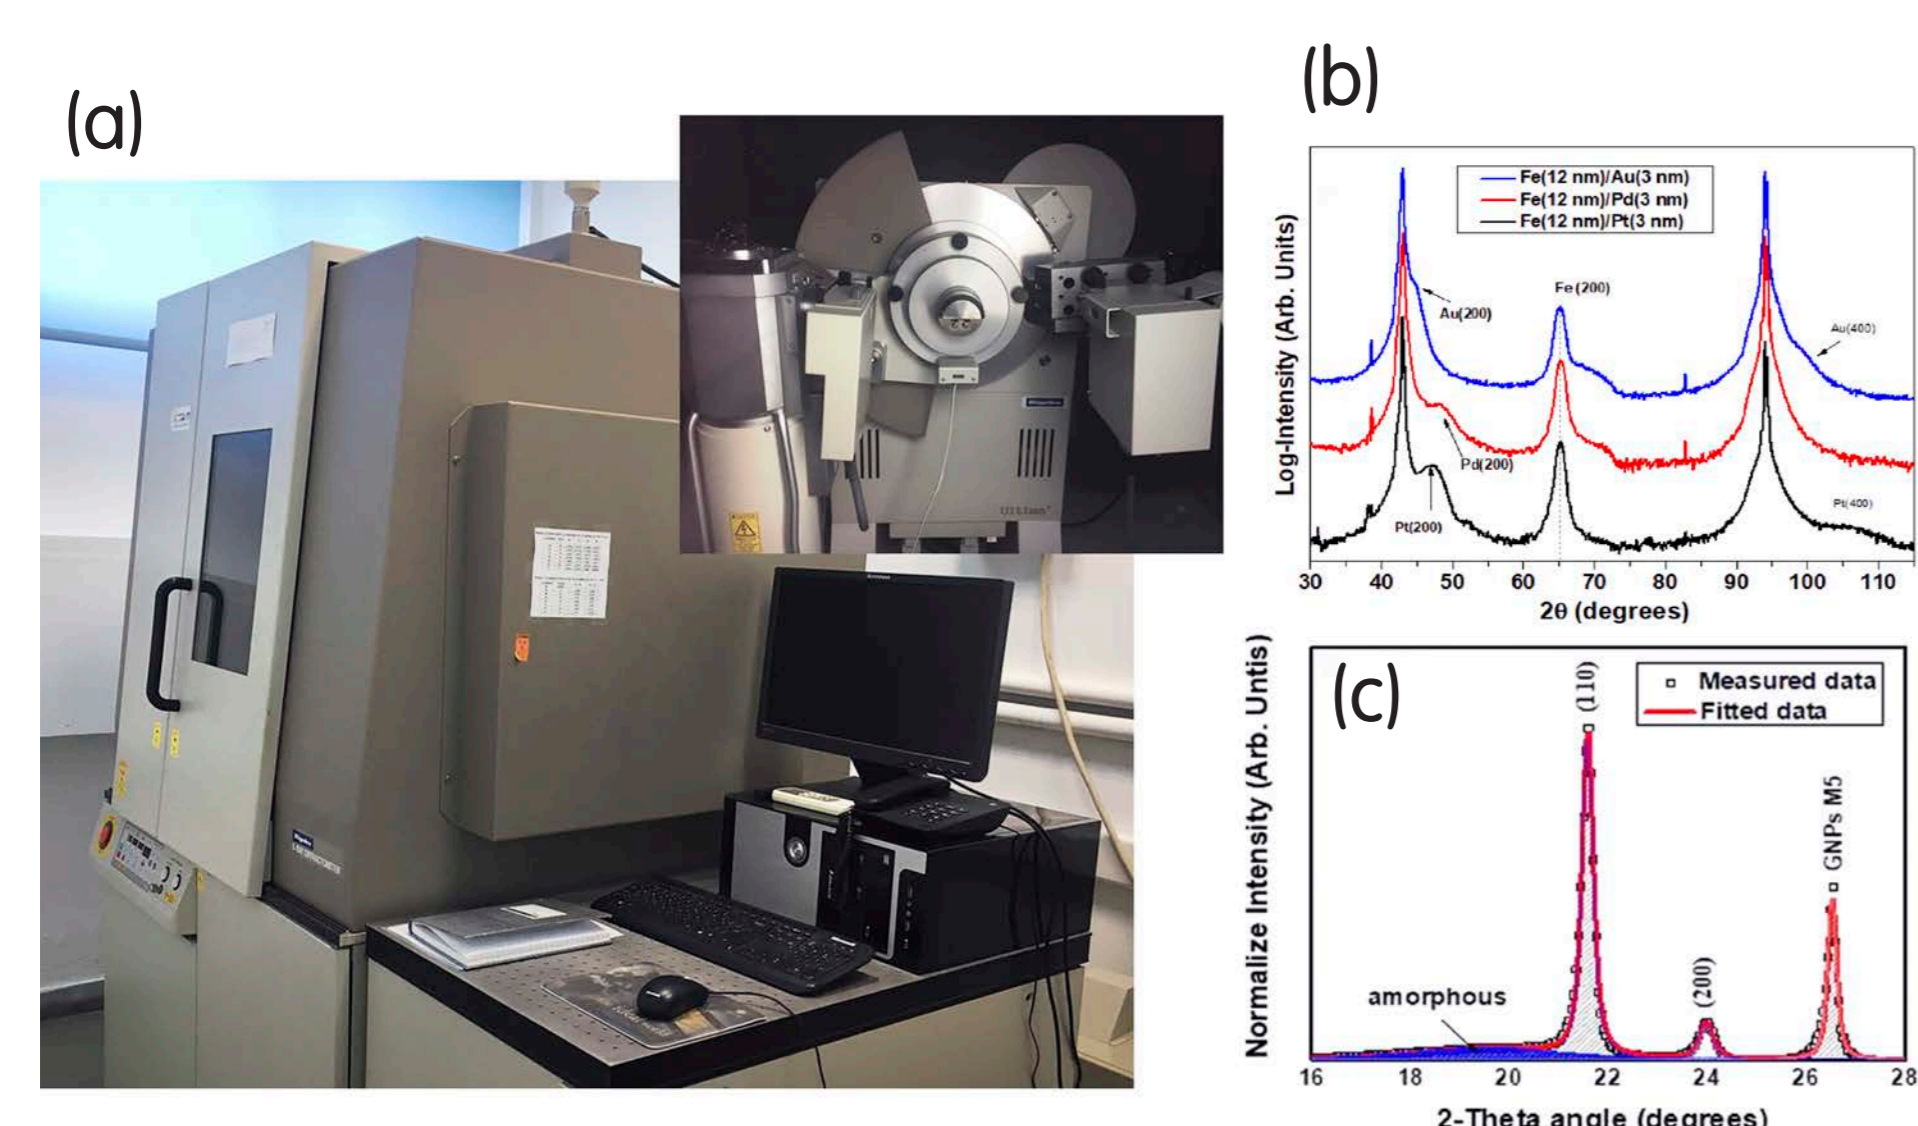 (a)
(b)
Fe(12 nm)/Au(3 nm)
Fe(12 nm)/Pd(3 nm)
Fe(12 nm)/Pt(3 nm)
Log-Intensity (Arb. Units)
Au(200)
Fe (200)
Au(400)
Pd(200)
Pt(200)
Pt(400)
30 40 50 60 70 80 90 100 110
2θ (degrees)
(c)
Measured data
Fitted data
Normalize Intensity (Arb. Untis)
(110)
(200)
GNPs M5
amorphous
16 18 20 22 24 26 28
2-Theta angle (degrees)